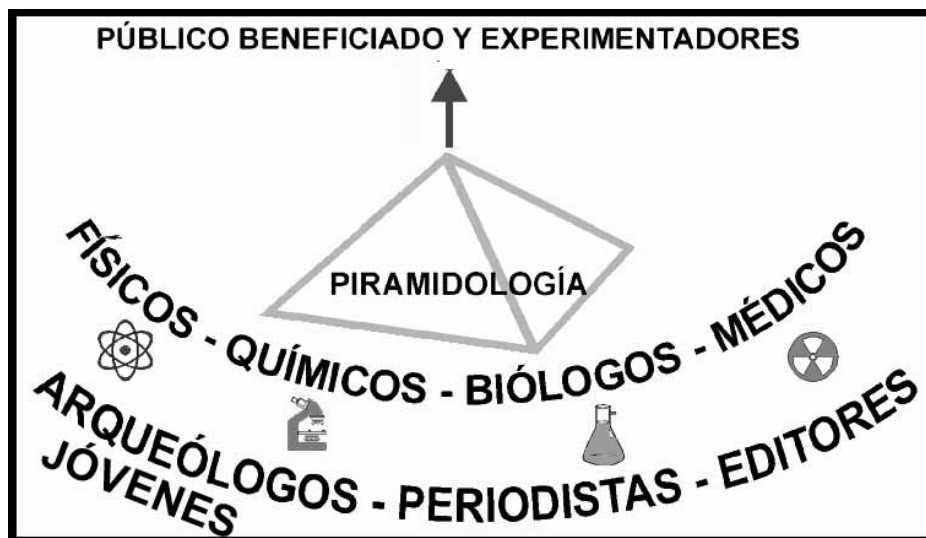 PÚBLICO BENEFICIADO Y EXPERIMENTADORES
PIRAMIDOLOGÍA
FÍSICOS - QUÍMICOS - BIÓLOGOS - MÉDICOS
ARQUEÓLOGOS - PERIODISTAS - EDITORES
JÓVENES